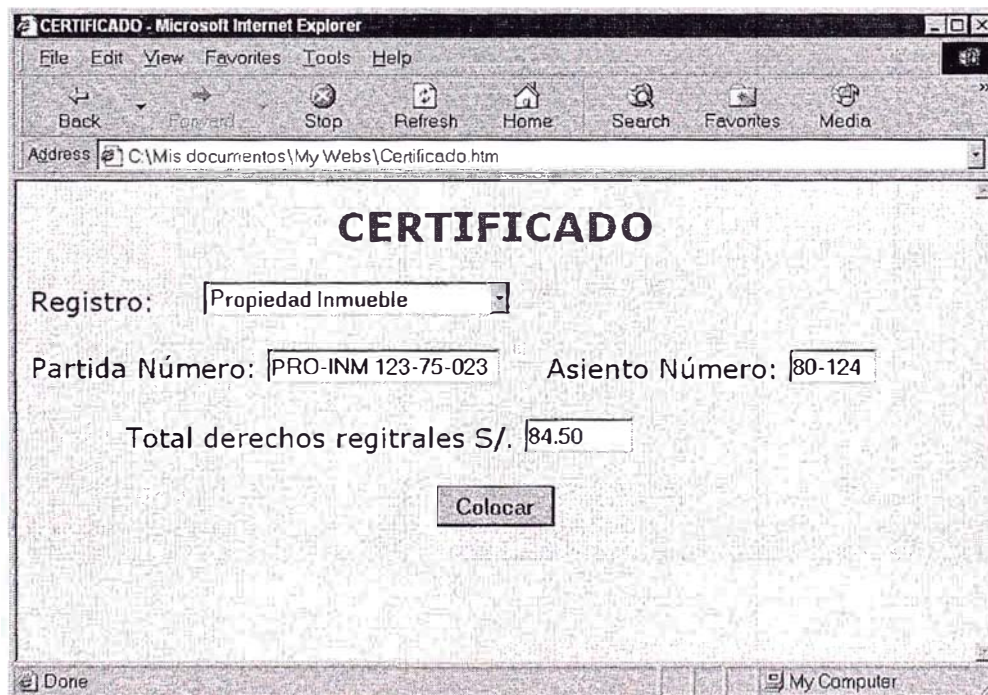 CERTIFICADO - Microsoft Internet Explorer
File Edit View Favorites Tools Help
Back Forward Stop Refresh Home Search Favorites Media
Address C:\Mis documentos\My Webs\Certificado.htm
CERTIFICADO
Registro: Propiedad Inmueble
Partida Número: PRO-INM 123-75-023 Asiento Número: 80-124
Total derechos regitrales S/. 84.50
Colocar
Done My Computer